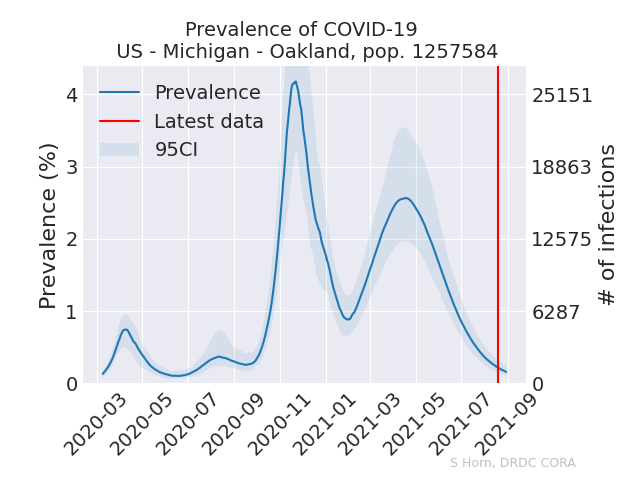 Prevalence of COVID-19
US - Michigan - Oakland, pop. 1257584
Prevalence
Latest data
95CI
Prevalence (%)
4
3
2
1
0
25151
18863
12575
6287
0
# of infections
2020-03
2020-05
2020-07
2020-09
2020-11
2021-01
2021-03
2021-05
2021-07
2021-09
S Horn, DRDC CORA